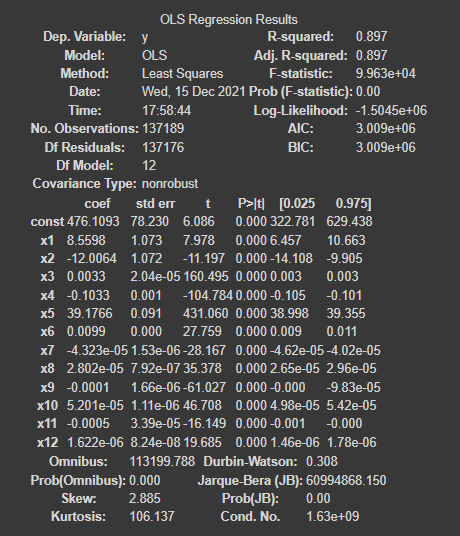 OLS Regression Results
Dep. Variable: y R-squared: 0.897
Model: OLS Adj. R-squared: 0.897
Method: Least Squares F-statistic: 9.963e+04
Date: Wed, 15 Dec 2021 Prob (F-statistic): 0.00
Time: 17:58:44 Log-Likelihood: -1.5045e+06
No. Observations: 137189 AIC: 3.009e+06
Df Residuals: 137176 BIC: 3.009e+06
Df Model: 12
Covariance Type: nonrobust
coef std err t P>|t| [0.025 0.975]
const 476.1093 78.230 6.086 0.000 322.781 629.438
x1 8.5598 1.073 7.978 0.000 6.457 10.663
x2 -12.0064 1.072 -11.197 0.000 -14.108 -9.905
x3 0.0033 2.04e-05 160.495 0.000 0.003 0.003
x4 -0.1033 0.001 -104.784 0.000 -0.105 -0.101
x5 39.1766 0.091 431.060 0.000 38.998 39.355
x6 0.0099 0.000 27.759 0.000 0.009 0.011
x7 -4.323e-05 1.53e-06 -28.167 0.000 -4.62e-05 -4.02e-05
x8 2.802e-05 7.92e-07 35.378 0.000 2.65e-05 2.96e-05
x9 -0.0001 1.66e-06 -61.027 0.000 -0.000 -9.83e-05
x10 5.201e-05 1.11e-06 46.708 0.000 4.98e-05 5.42e-05
x11 -0.0005 3.39e-05 -16.149 0.000 -0.001 -0.000
x12 1.622e-06 8.24e-08 19.685 0.000 1.46e-06 1.78e-06
Omnibus: 113199.788 Durbin-Watson: 0.308
Prob(Omnibus): 0.000 Jarque-Bera (JB): 60994868.150
Skew: 2.885 Prob(JB): 0.00
Kurtosis: 106.137 Cond. No. 1.63e+09